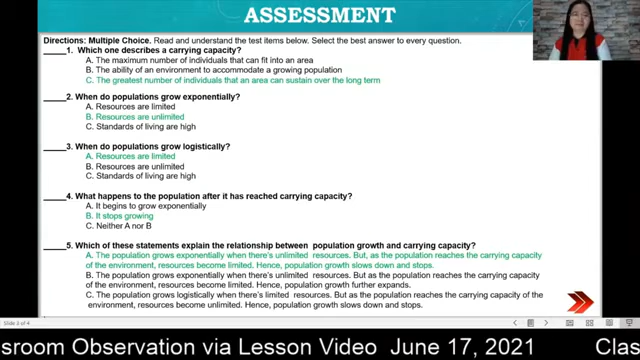 ASSESSMENT
Directions: Multiple Choice. Read and understand the test items below. Select the best answer to every question.
_____1. Which one describes a carrying capacity?
A. The maximum number of individuals that can fit into an area
B. The ability of an environment to accommodate a growing population
C. The greatest number of individuals that an area can sustain over the long term
_____2. When do populations grow exponentially?
A. Resources are limited
B. Resources are unlimited
C. Standards of living are high
_____3. When do populations grow logistically?
A. Resources are limited
B. Resources are unlimited
C. Standards of living are high
_____4. What happens to the population after it has reached carrying capacity?
A. It begins to grow exponentially
B. It stops growing
C. Neither A nor B
_____5. Which of these statements explain the relationship between population growth and carrying capacity?
A. The population grows exponentially when there's unlimited resources. But, as the population reaches the carrying capacity
of the environment, resources become limited. Hence, population growth slows down and stops.
B. The population grows exponentially when there's unlimited resources. But as the population reaches the carrying capacity
of the environment, resources become limited. Hence, population growth further expands.
C. The population grows logistically when there's limited resources. But as the population reaches the carrying capacity of the
environment, resources become unlimited. Hence, population growth slows down and stops.
Slide 3 of 4
sroom Observation via Lesson Video June 17, 2021 Clas